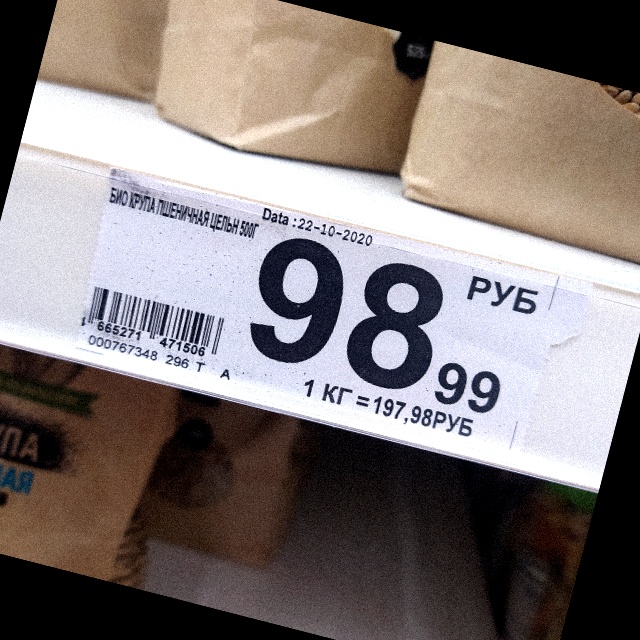 БИО КРУПА ПШЕНИЧНАЯ ЦЕЛЬН 500Г
Data :22-10-2020
98 99
РУБ
665271 471506
000767348 296 T A
1 КГ=197,98РУБ